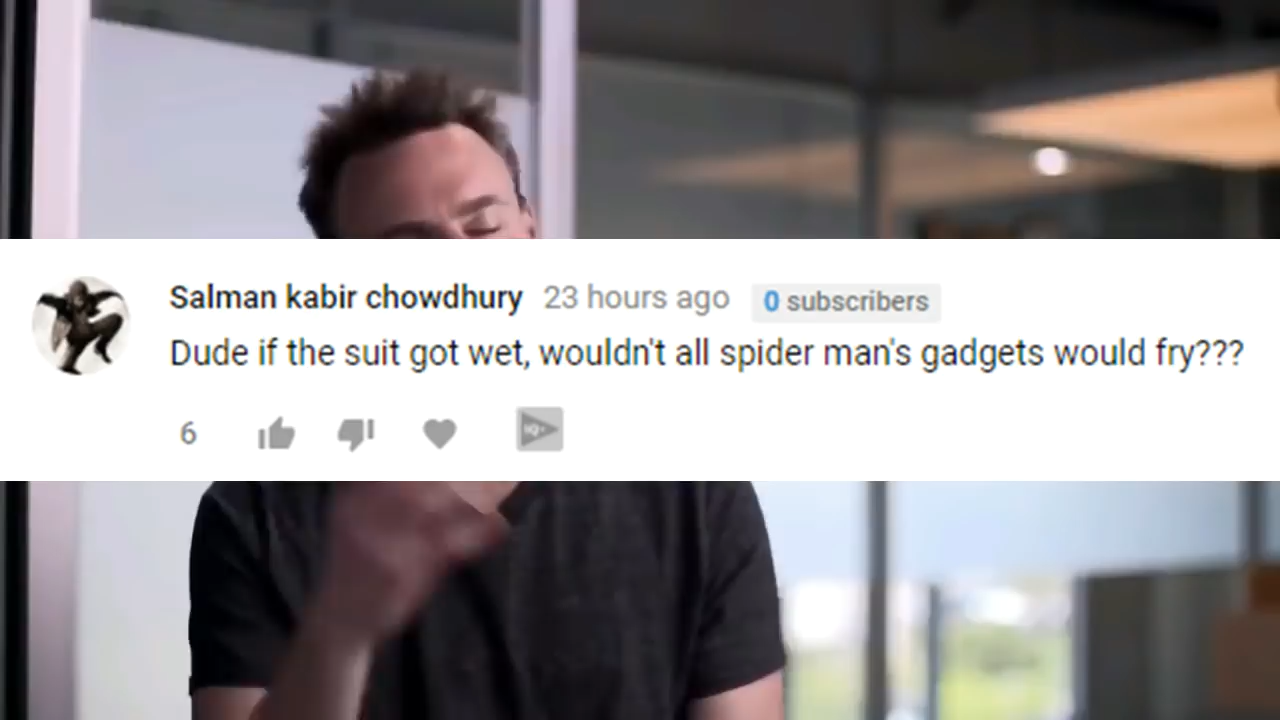 Salman kabir chowdhury 23 hours ago 0 subscribers
Dude if the suit got wet, wouldn't all spider man's gadgets would fry???
6
IQ+